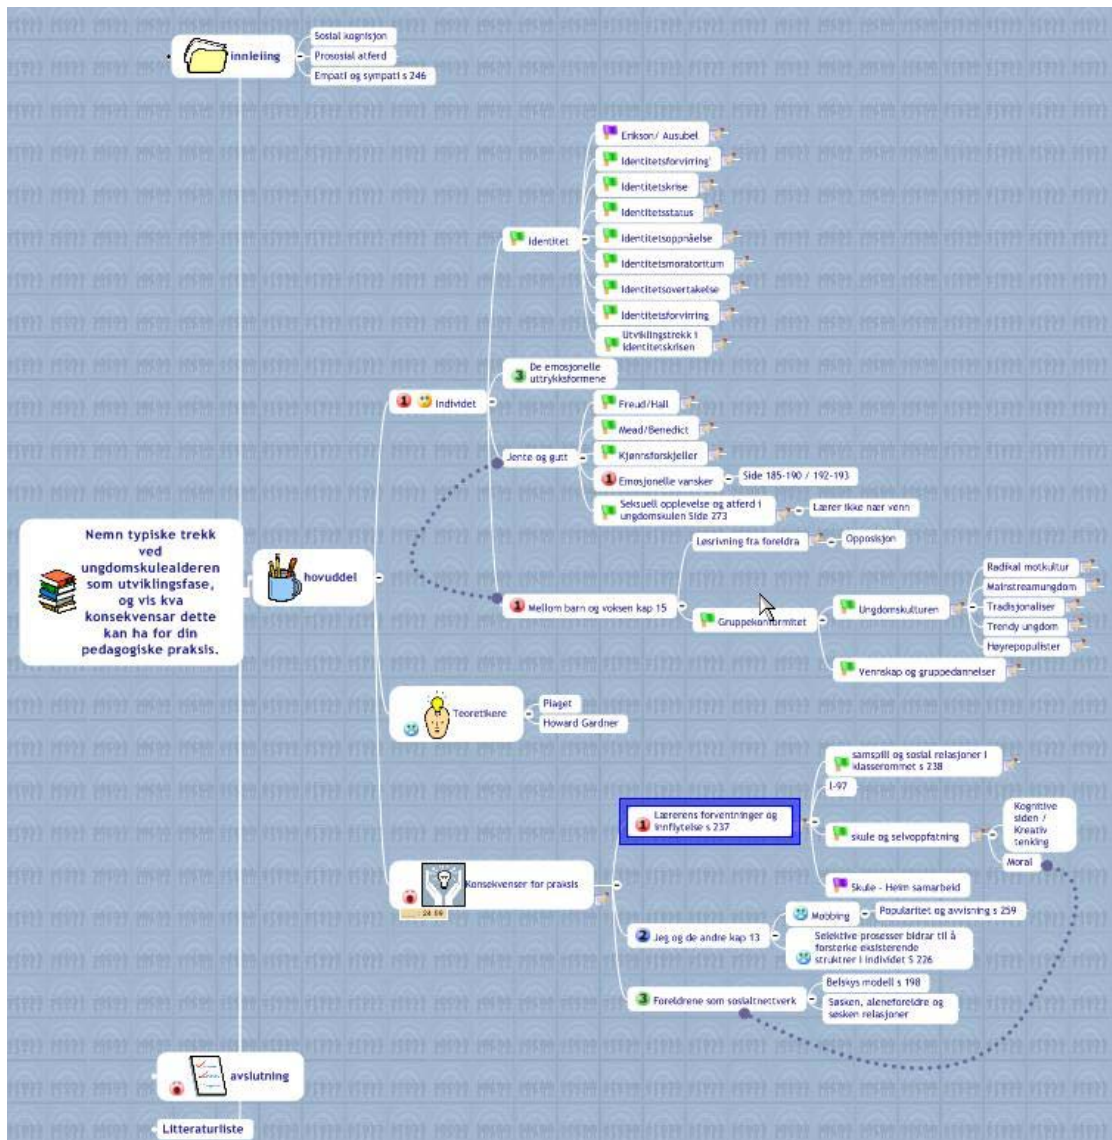 innleiing
Sosial kognisjon
Prososial atferd
Empati og sympati s 246
Nemn typiske trekk
ved
ungdomskulealderen
som utviklingsfase,
og vis kva
konsekvensar dette
kan ha for din
pedagogiske praksis.
hovuddel
Individet
Identitet
Erikson/ Ausubel
Identitetsforvirring'
Identitetskrise
Identitetsstatus
Identitetsoppnåelse
Identitetsmoratoritum
Identitetsovertakelse
Identitetsforvirring
Utviklingstrekk i
identitetskrisen
De emosjonelle
uttrykksformene
Jente og gutt
Freud/Hall
Mead/Benedict
Kjønnsforskjeller
Emosjonelle vansker
Side 185-190 / 192-193
Seksuell opplevelse og atferd i
ungdomskulen Side 273
Lærer ikke nær venn
Mellom barn og voksen kap 15
Løsrivning fra foreldra
Opposisjon
Gruppekonformitet
Ungdomskulturen
Radikal motkultur
Mainstreamungdom
Tradisjonaliser
Trendy ungdom
Høyrepopulister
Vennskap og gruppedannelser
Teoretikere
Piaget
Howard Gardner
Konsekvenser for praksis
Lærerens forventninger og
innflytelse s 237
samspill og sosial relasjoner i
klasserommet s 238
l-97
skule og selvoppfatning
Kognitive
siden /
Kreativ
tenking
Moral
Skule - Heim samarbeid
Jeg og de andre kap 13
Mobbing
Popularitet og avvisning s 259
Selektive prosesser bidrar til å
forsterke eksisterende
struktrer i individet S 226
Foreldrene som sosialtnettverk
Belskys modell s 198
Søsken, aleneforeldre og
søsken relasjoner
avslutning
Litteraturliste